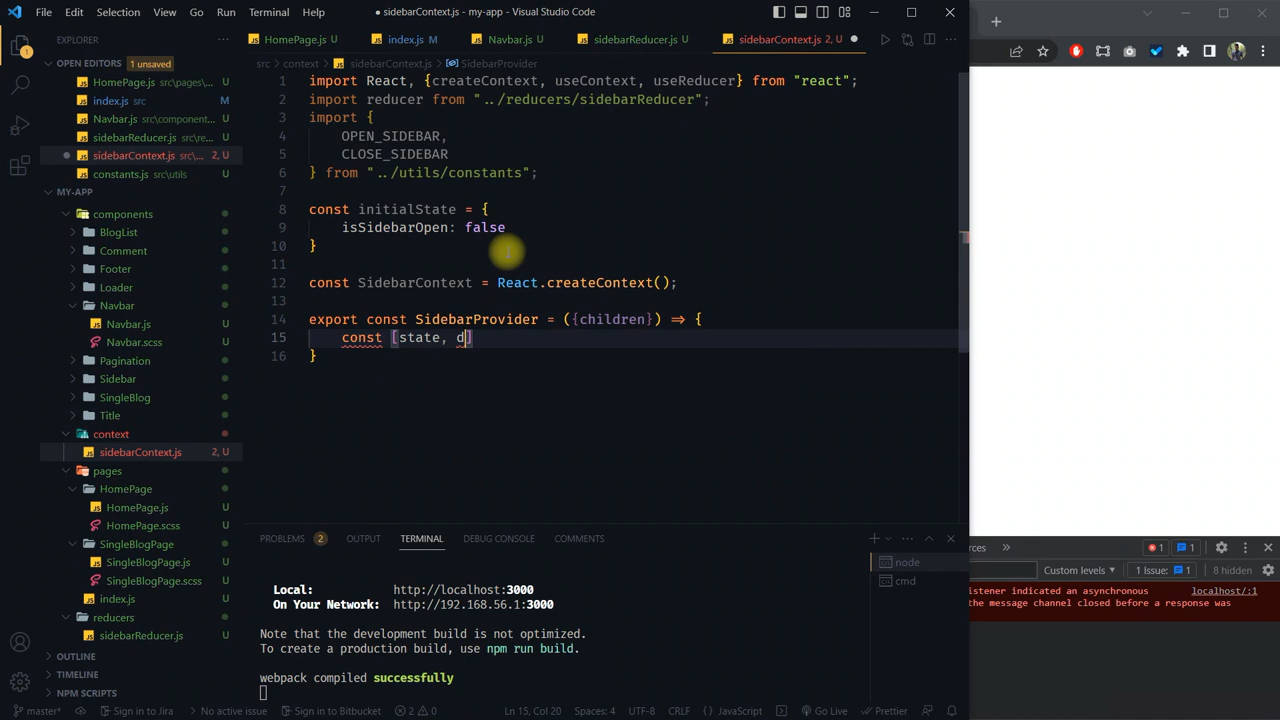 File Edit Selection View Go Run Terminal Help
● sidebarContext.js - my-app - Visual Studio Code
EXPLORER
OPEN EDITORS 1 unsaved
HomePage.js src\pages\...
index.js src M
Navbar.js src\component... U
sidebarReducer.js src\re... U
sidebarContext.js src\... 2, U
constants.js src\utils U
MY-APP
components
BlogList
Comment
Footer
Loader
Navbar
Navbar.js U
Navbar.scss U
Pagination
Sidebar
SingleBlog
Title
context
sidebarContext.js 2, U
pages
HomePage
HomePage.js U
HomePage.scss U
SingleBlogPage
SingleBlogPage.js U
SingleBlogPage.scss U
index.js U
reducers
sidebarReducer.js U
OUTLINE
TIMELINE
NPM SCRIPTS
HomePage.js U index.js M Navbar.js U sidebarReducer.js U sidebarContext.js 2, U
src > context > sidebarContext.js > SidebarProvider
1 import React, {createContext, useContext, useReducer} from "react";
2 import reducer from "../reducers/sidebarReducer";
3 import {
4 OPEN_SIDEBAR,
5 CLOSE_SIDEBAR
6 } from "../utils/constants";
7
8 const initialState = {
9 isSidebarOpen: false
10 }
11
12 const SidebarContext = React.createContext();
13
14 export const SidebarProvider = ({children}) => {
15 const [state, d]
16 }
PROBLEMS 2 OUTPUT TERMINAL DEBUG CONSOLE COMMENTS
Local: http://localhost:3000
On Your Network: http://192.168.56.1:3000
Note that the development build is not optimized.
To create a production build, use npm run build.
webpack compiled successfully
node
cmd
master* Sign in to Jira No active issue Sign in to Bitbucket 2 0 Ln 15, Col 20 Spaces: 4 UTF-8 CRLF JavaScript Go Live Prettier
rces » 1 1
Custom levels 1 Issue: 1 8 hidden
istener indicated an asynchronous localhost/:1
the message channel closed before a response was